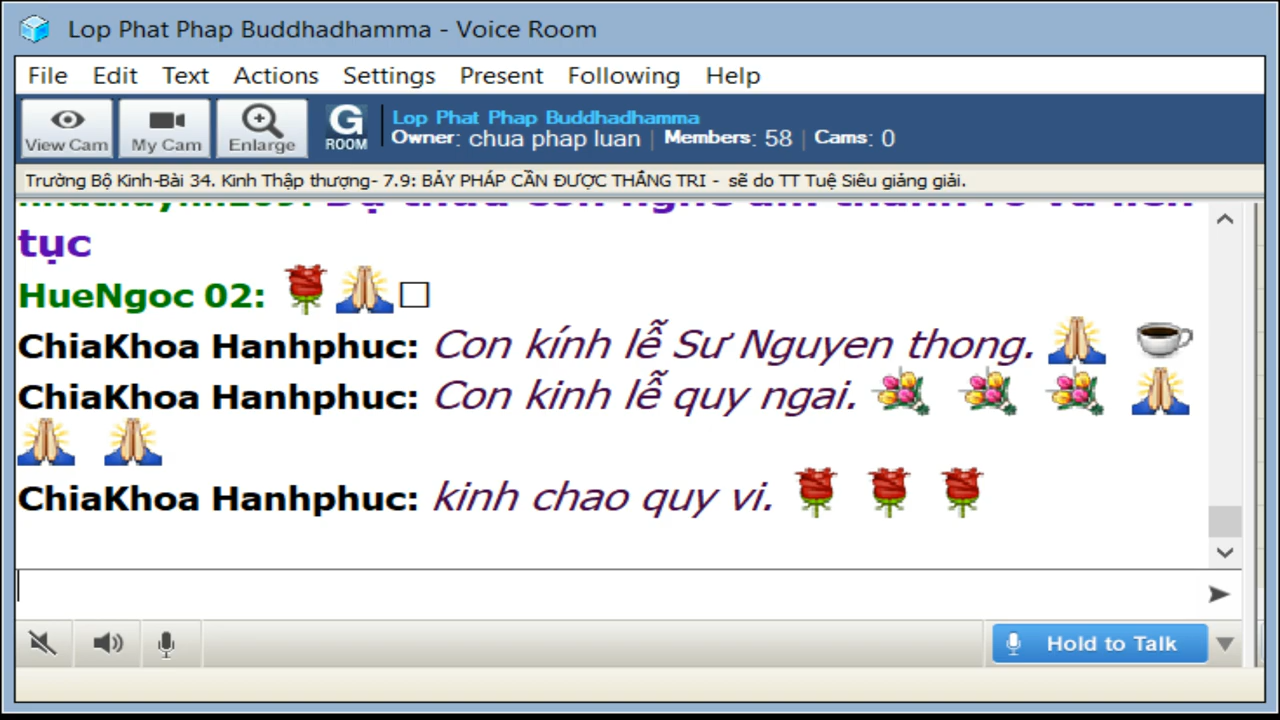 Lop Phat Phap Buddhadhamma - Voice Room
File Edit Text Actions Settings Present Following Help
View Cam My Cam Enlarge G ROOM
Lop Phat Phap Buddhadhamma
Owner: chua phap luan | Members: 58 | Cams: 0
Trường Bộ Kinh-Bài 34. Kinh Thập thượng- 7.9: BẢY PHÁP CẦN ĐƯỢC THẮNG TRI - sẽ do TT Tuệ Siêu giảng giải.
tục
HueNgoc 02:
ChiaKhoa Hanhphuc: Con kính lễ Sư Nguyen thong.
ChiaKhoa Hanhphuc: Con kinh lễ quy ngai.
ChiaKhoa Hanhphuc: kinh chao quy vi.
Hold to Talk